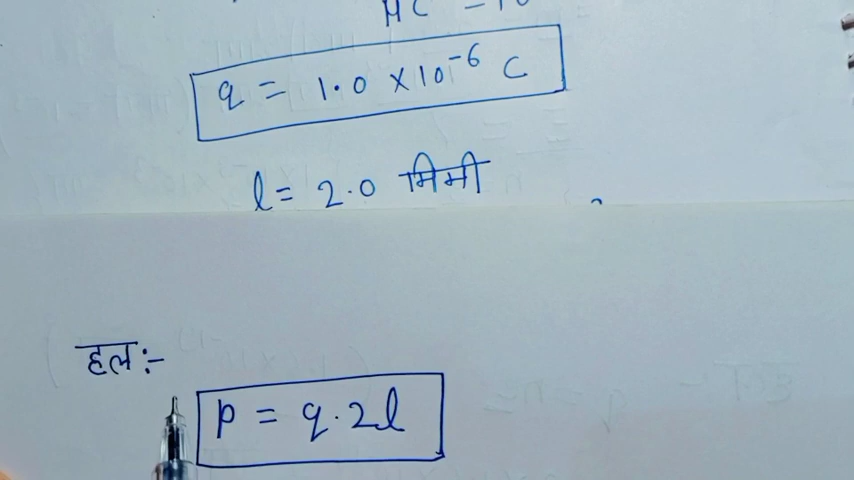 q = 1.0 × 10⁻⁶ C
l = 2.0 मिमी
हल:-
p = q.2l